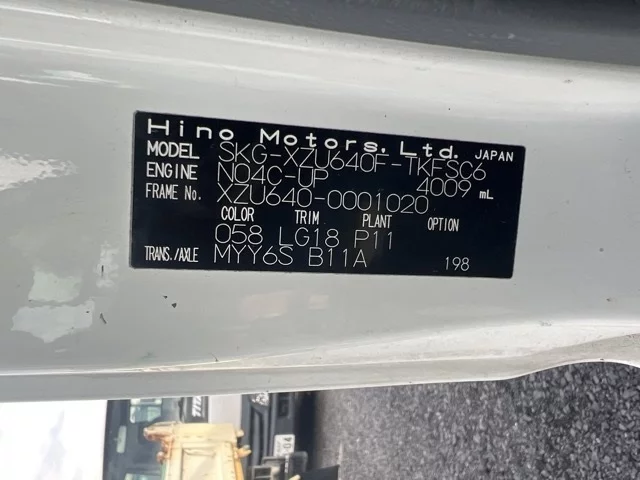 Hino Motors, Ltd. JAPAN
MODEL SKG-XZU640F-TKFSC6
ENGINE N04C-UP 4009 mL
FRAME No. XZU640-0001020
COLOR TRIM PLANT OPTION
058 LG18 P11
TRANS./AXLE MYY6S B11A 198